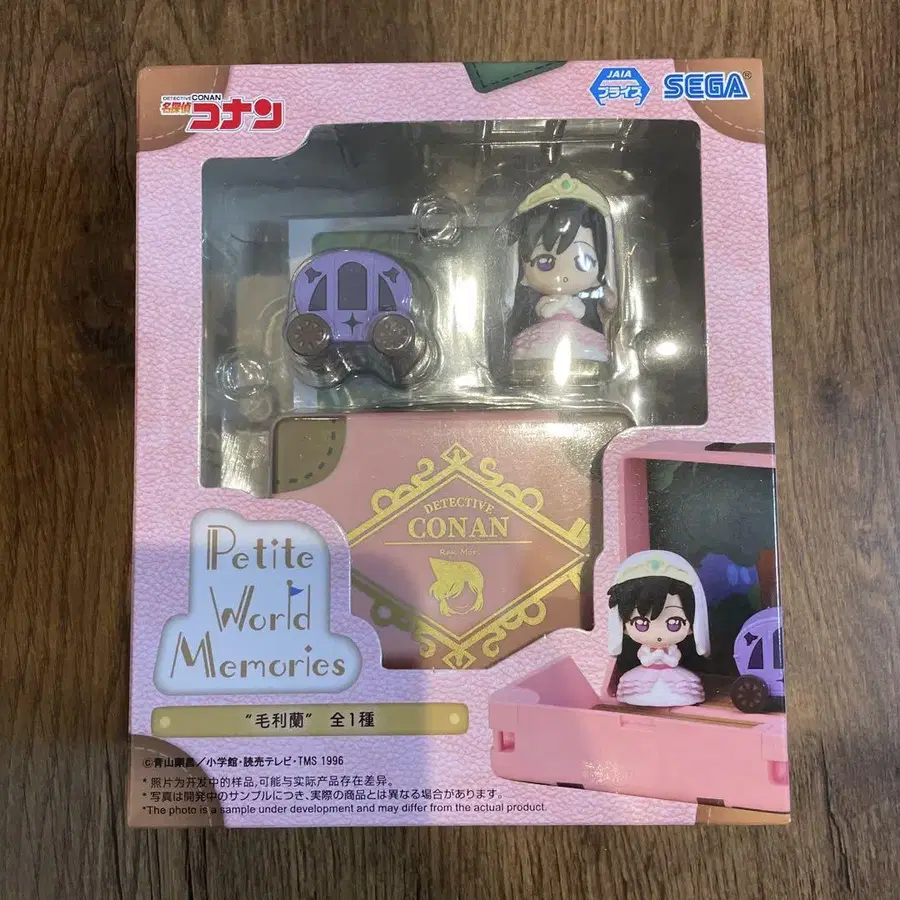 DETECTIVE CONAN
名探偵
コナン
JAIA
プライズ
SEGA®
DETECTIVE
CONAN
Ran Mori
Petite
World
Memories
“毛利蘭” 全1種
©青山剛昌／小学館・読売テレビ・TMS 1996
* 照片为开发中的样品,可能与实际产品存在差异。
* 写真は開発中のサンプルにつき、実際の商品とは異なる場合があります。
*The photo is a sample under development and may differ from the actual product.